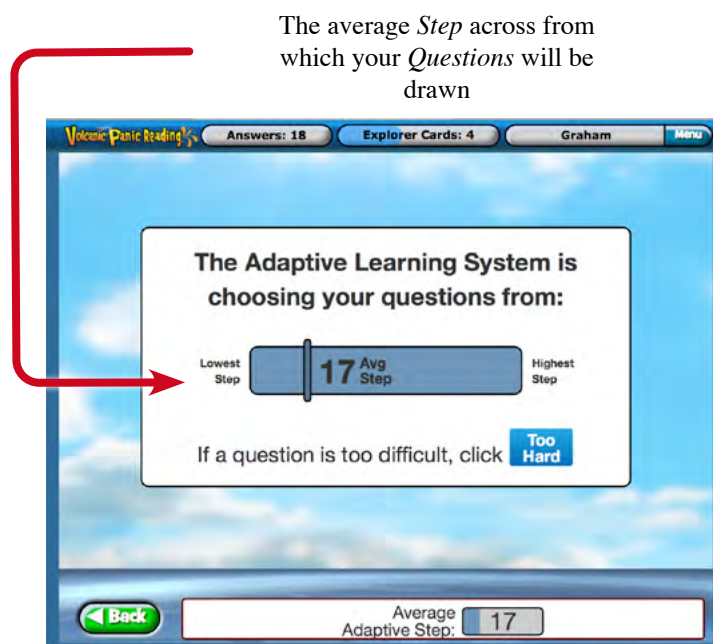 The average Step across from
which your Questions will be
drawn
Volcanic Panic Reading! Answers: 18 Explorer Cards: 4 Graham Menu
The Adaptive Learning System is
choosing your questions from:
Lowest
Step
17 Avg
Step
Highest
Step
If a question is too difficult, click Too
Hard
Back
Average
Adaptive Step: 17